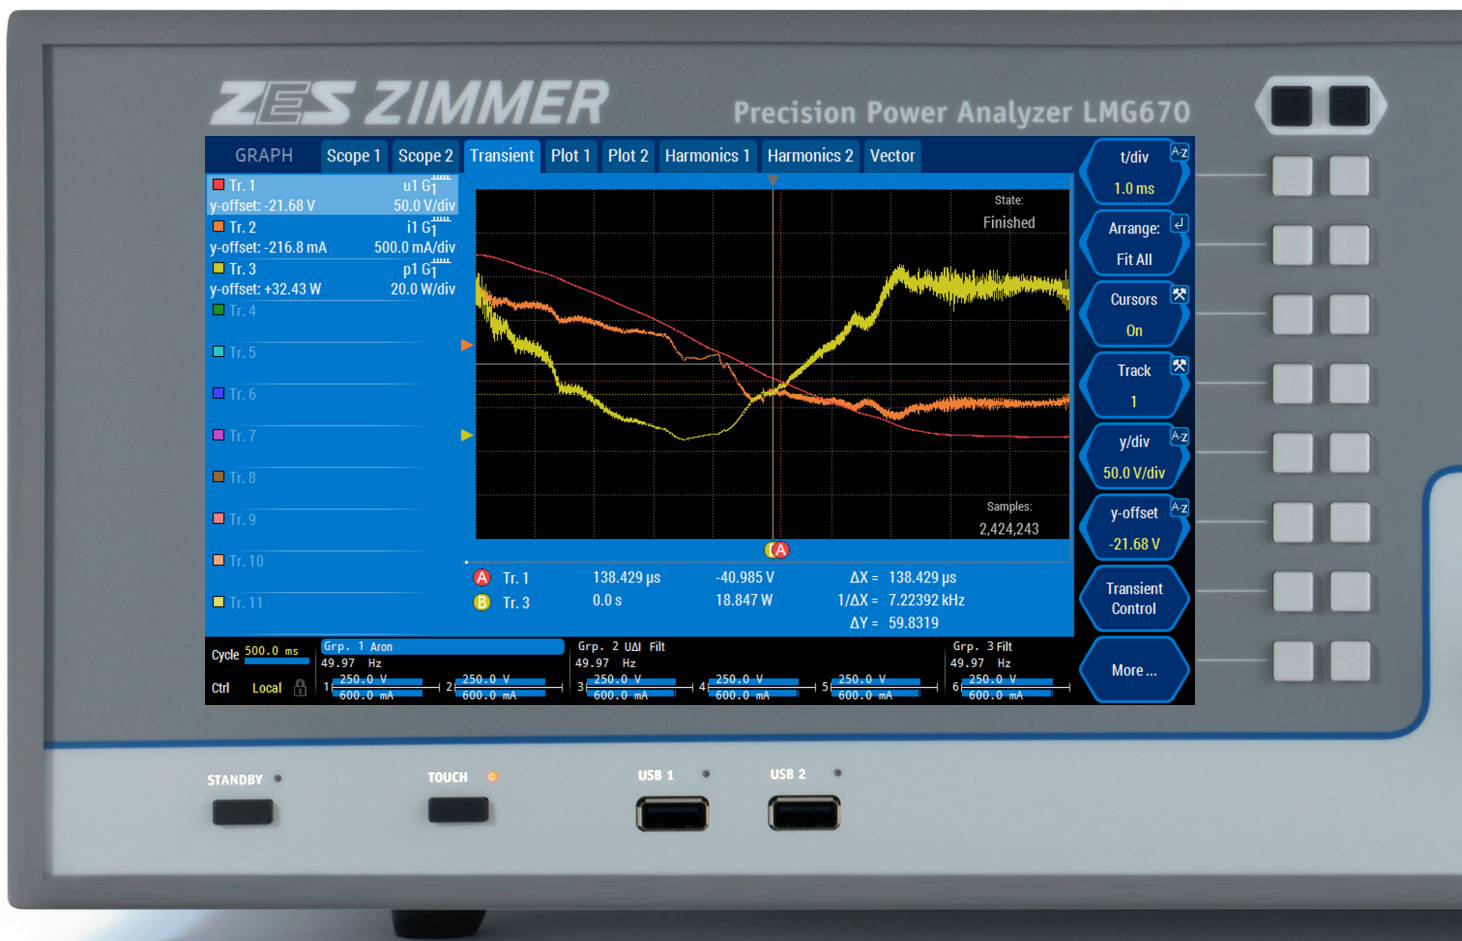 ZES ZIMMER
Precision Power Analyzer LMG670
GRAPH Scope 1 Scope 2 Transient Plot 1 Plot 2 Harmonics 1 Harmonics 2 Vector
Tr. 1 u1 G1
y-offset: -21.68 V 50.0 V/div
Tr. 2 i1 G1
y-offset: -216.8 mA 500.0 mA/div
Tr. 3 p1 G1
y-offset: +32.43 W 20.0 W/div
Tr. 4
Tr. 5
Tr. 6
Tr. 7
Tr. 8
Tr. 9
Tr. 10
Tr. 11
State:
Finished
Samples:
2,424,243
A
A Tr. 1 138.429 µs -40.985 V ΔX = 138.429 µs
B Tr. 3 0.0 s 18.847 W 1/ΔX = 7.22392 kHz
ΔY = 59.8319
t/div A-Z
1.0 ms
Arrange:
Fit All
Cursors
On
Track
1
y/div A-Z
50.0 V/div
y-offset A-Z
-21.68 V
Transient
Control
More ...
Cycle 500.0 ms
Ctrl Local
Grp. 1 Aron
49.97 Hz
1 250.0 V 2 250.0 V
600.0 mA 600.0 mA
Grp. 2 UΔI Filt
49.97 Hz
3 250.0 V 4 250.0 V 5 250.0 V
600.0 mA 600.0 mA 600.0 mA
Grp. 3 Filt
49.97 Hz
6 250.0 V
600.0 mA
STANDBY
TOUCH
USB 1
USB 2